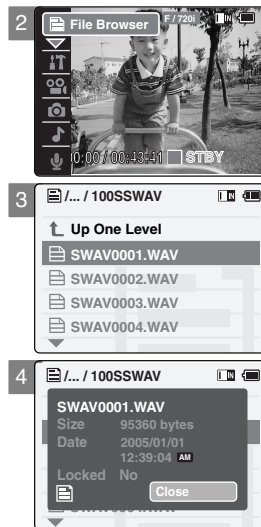 2
File Browser
F / 720i
IN
0:00 / 00:43:41 STBY
3
/... / 100SSWAV
IN
Up One Level
SWAV0001.WAV
SWAV0002.WAV
SWAV0003.WAV
SWAV0004.WAV
4
/... / 100SSWAV
IN
SWAV0001.WAV
Size 95360 bytes
Date 2005/01/01
12:39:04 AM
Locked No
Close